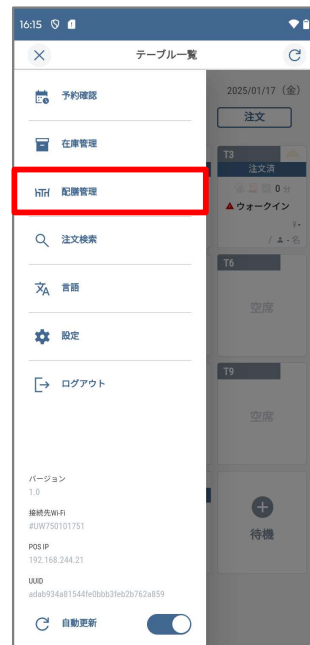 16:15
テーブル一覧
予約確認
2025/01/17（金）
注文
在庫管理
T3
注文済
0 分
配膳管理
ウォークイン
¥-
/ - 名
注文検索
T6
言語
空席
設定
T9
ログアウト
空席
バージョン
1.0
接続先Wi-Fi
#UW750101751
待機
POS IP
192.168.244.21
UUID
adab934a81544fe0bbb3feb2b762a859
自動更新